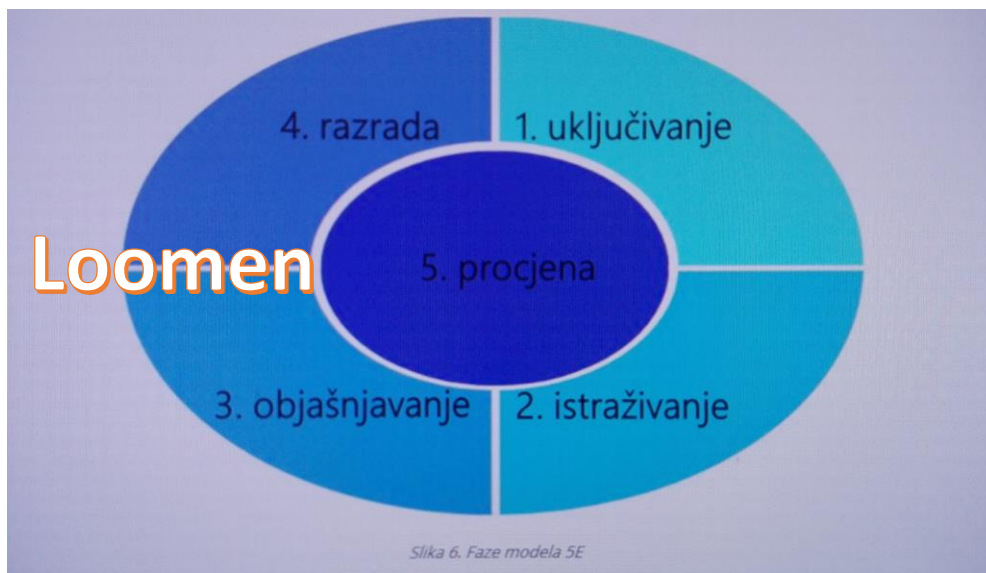 4. razrada
1. uključivanje
Loomen
5. procjena
3. objašnjavanje
2. istraživanje
Slika 6. Faze modela 5E